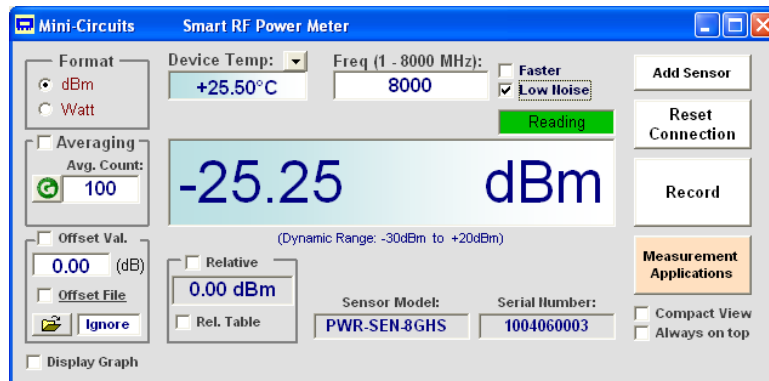 Mini-Circuits Smart RF Power Meter
Format
dBm
Watt
Device Temp:
+25.50°C
Freq (1 - 8000 MHz):
8000
Faster
Low Noise
Reading
Averaging
Avg. Count:
100
-25.25 dBm
(Dynamic Range: -30dBm to +20dBm)
Offset Val.
0.00 (dB)
Offset File
Ignore
Display Graph
Relative
0.00 dBm
Rel. Table
Sensor Model:
PWR-SEN-8GHS
Serial Number:
1004060003
Add Sensor
Reset
Connection
Record
Measurement
Applications
Compact View
Always on top